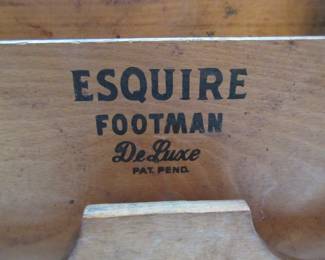 ESQUIRE
FOOTMAN
De Luxe
PAT. PEND.